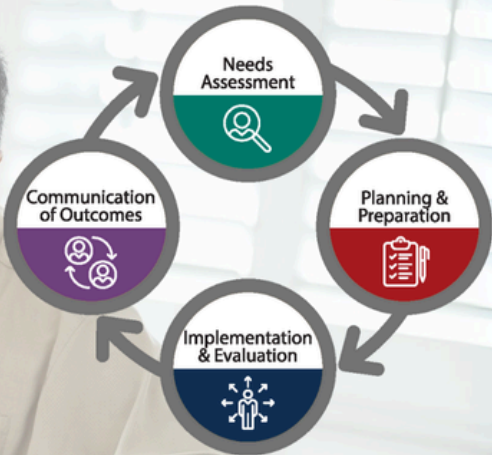 Needs
Assessment
Planning &
Preparation
Implementation
& Evaluation
Communication
of Outcomes